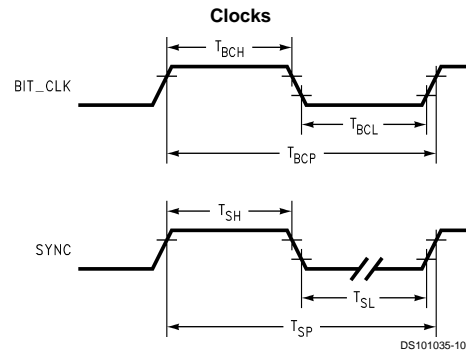 Clocks
T_BCH
BIT_CLK
T_BCL
T_BCP
T_SH
SYNC
T_SL
T_SP
DS101035-10